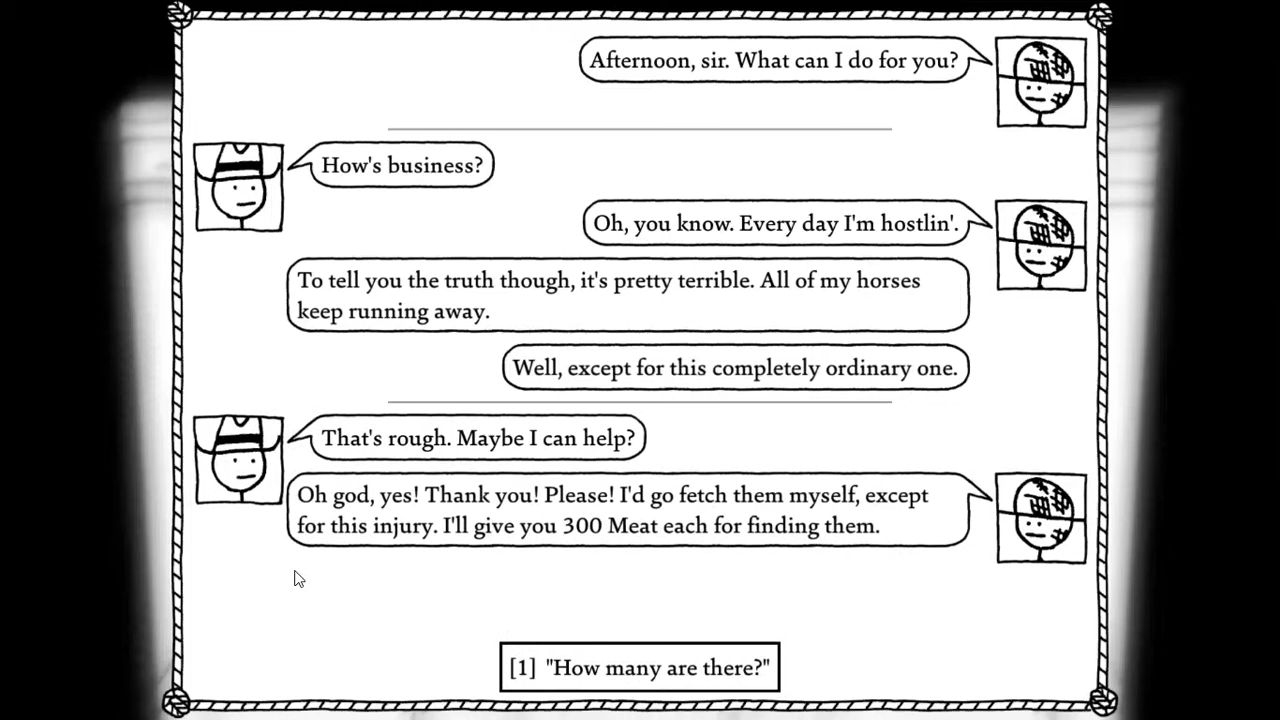 Afternoon, sir. What can I do for you?
How's business?
Oh, you know. Every day I'm hostlin'.
To tell you the truth though, it's pretty terrible. All of my horses
keep running away.
Well, except for this completely ordinary one.
That's rough. Maybe I can help?
Oh god, yes! Thank you! Please! I'd go fetch them myself, except
for this injury. I'll give you 300 Meat each for finding them.
[1] "How many are there?"